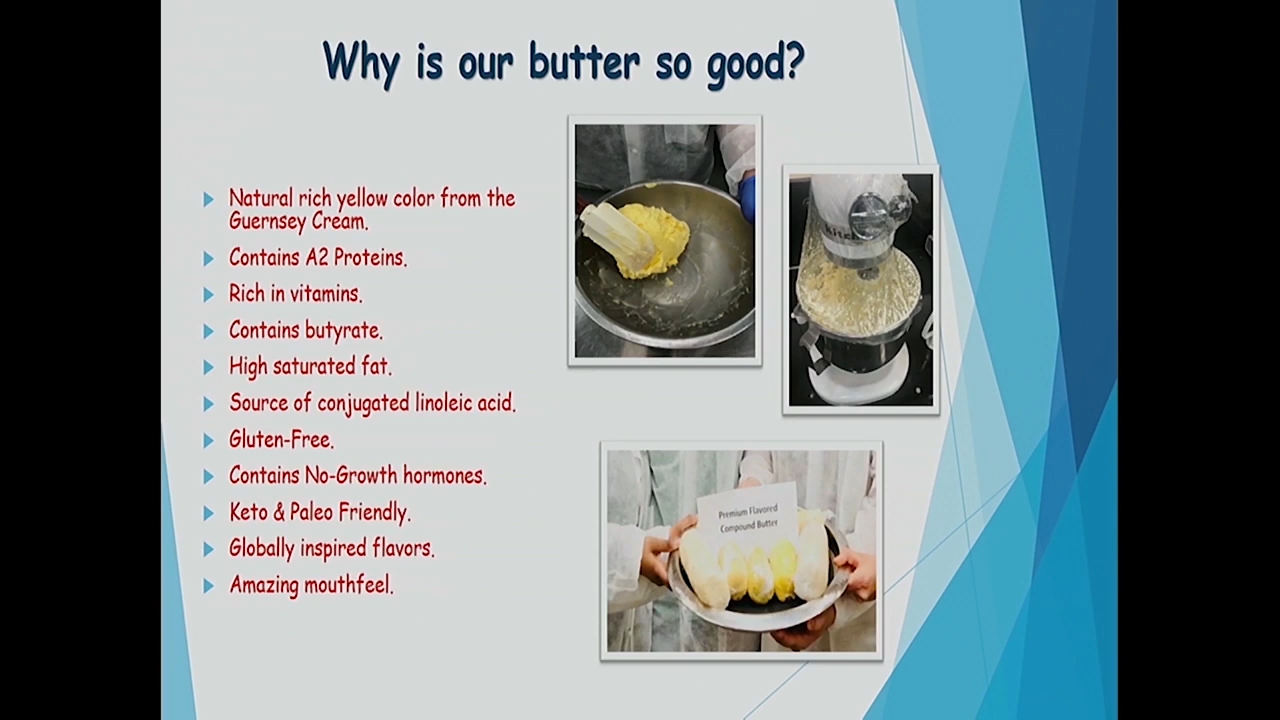 Why is our butter so good?
Natural rich yellow color from the
Guernsey Cream.
Contains A2 Proteins.
Rich in vitamins.
Contains butyrate.
High saturated fat.
Source of conjugated linoleic acid.
Gluten-Free.
Contains No-Growth hormones.
Keto & Paleo Friendly.
Globally inspired flavors.
Amazing mouthfeel.
Premium Flavored
Compound Butter